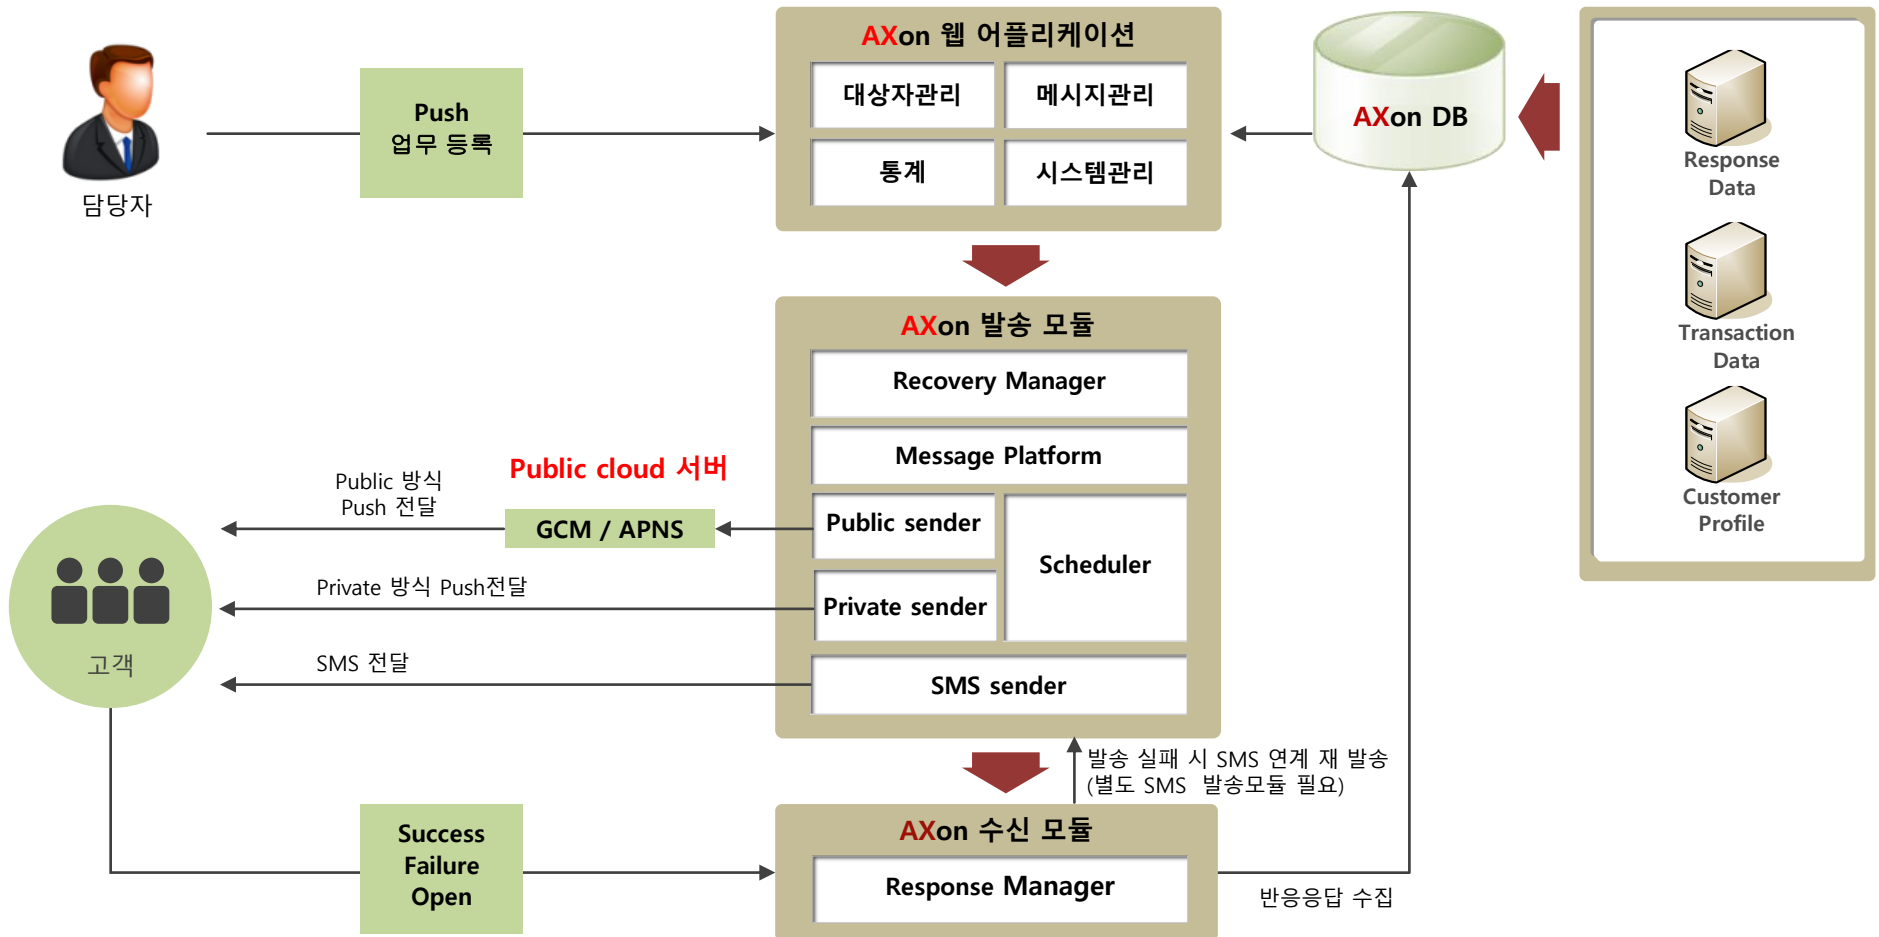 담당자
Push
업무 등록
AXon 웹 어플리케이션
대상자관리
메시지관리
통계
시스템관리
AXon DB
Response
Data
Transaction
Data
Customer
Profile
AXon 발송 모듈
Recovery Manager
Message Platform
Public sender
Scheduler
Private sender
SMS sender
Public cloud 서버
GCM / APNS
Public 방식
Push 전달
Private 방식 Push전달
SMS 전달
고객
발송 실패 시 SMS 연계 재 발송
(별도 SMS 발송모듈 필요)
Success
Failure
Open
AXon 수신 모듈
Response Manager
반응응답 수집